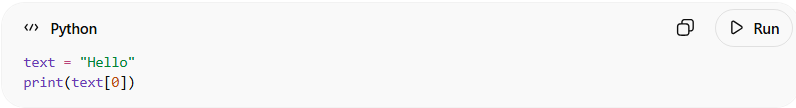 Python
Run
text = "Hello"
print(text[0])